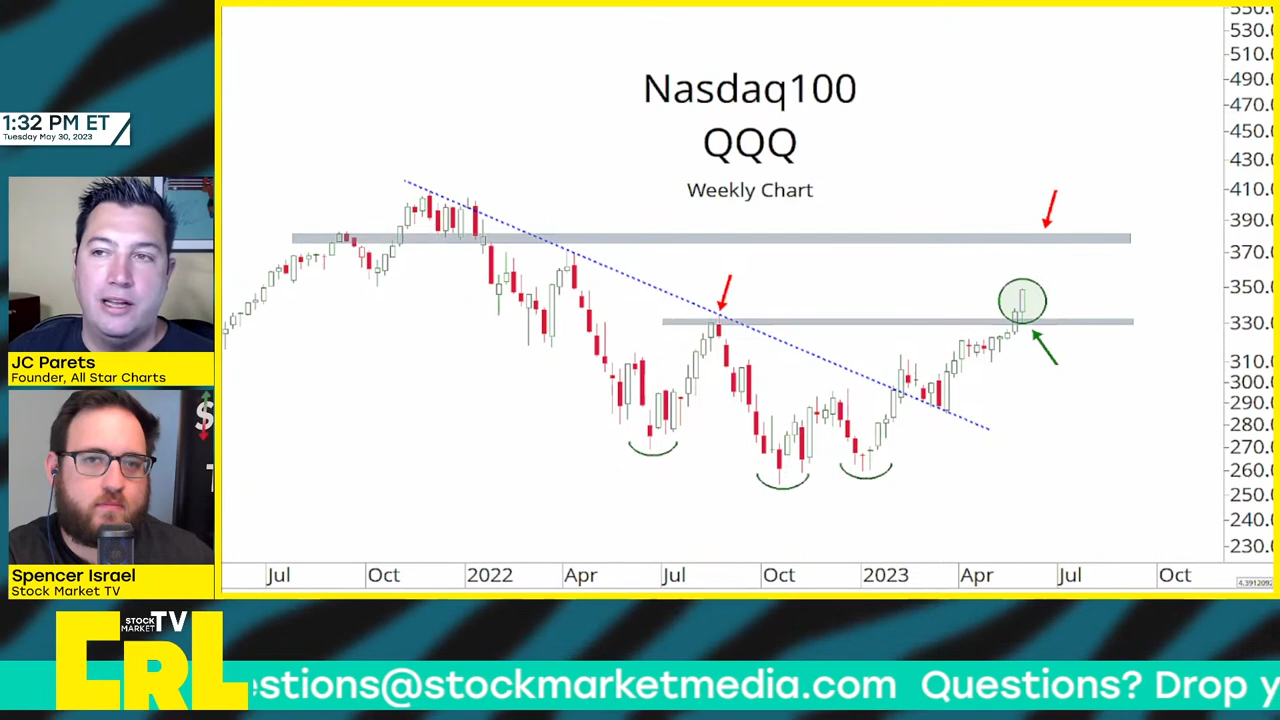 1:32 PM ET
Tuesday May 30, 2023
JC Parets
Founder, All Star Charts
Spencer Israel
Stock Market TV
Nasdaq100
QQQ
Weekly Chart
550.0
530.0
510.0
490.0
470.0
450.0
430.0
410.0
390.0
370.0
350.0
330.0
310.0
300.0
290.0
280.0
270.0
260.0
250.0
240.0
230.0
Jul Oct 2022 Apr Jul Oct 2023 Apr Jul Oct
STOCK MARKET TV
ERL
estions@stockmarketmedia.com Questions? Drop y